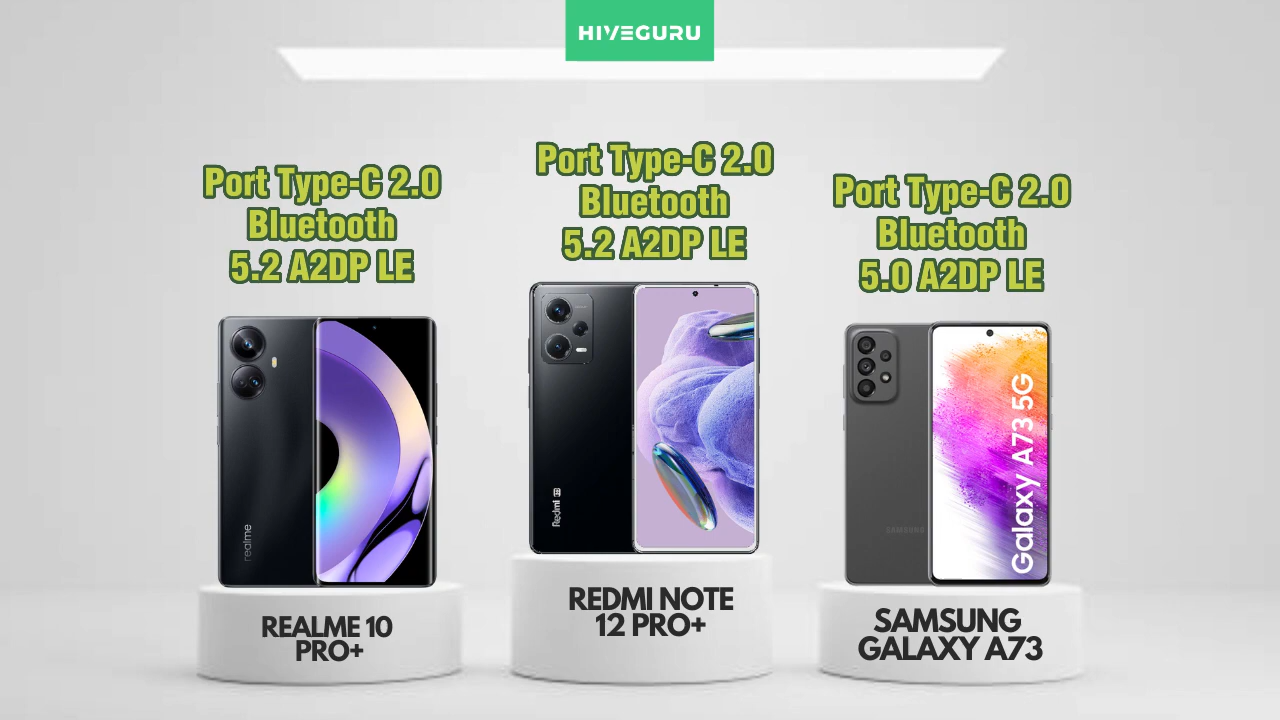 HIVEGURU
Port Type-C 2.0
Bluetooth
5.2 A2DP LE
realme
REALME 10
PRO+
Port Type-C 2.0
Bluetooth
5.2 A2DP LE
Redmi
REDMI NOTE
12 PRO+
Port Type-C 2.0
Bluetooth
5.0 A2DP LE
SAMSUNG
Galaxy A73 5G
SAMSUNG
GALAXY A73